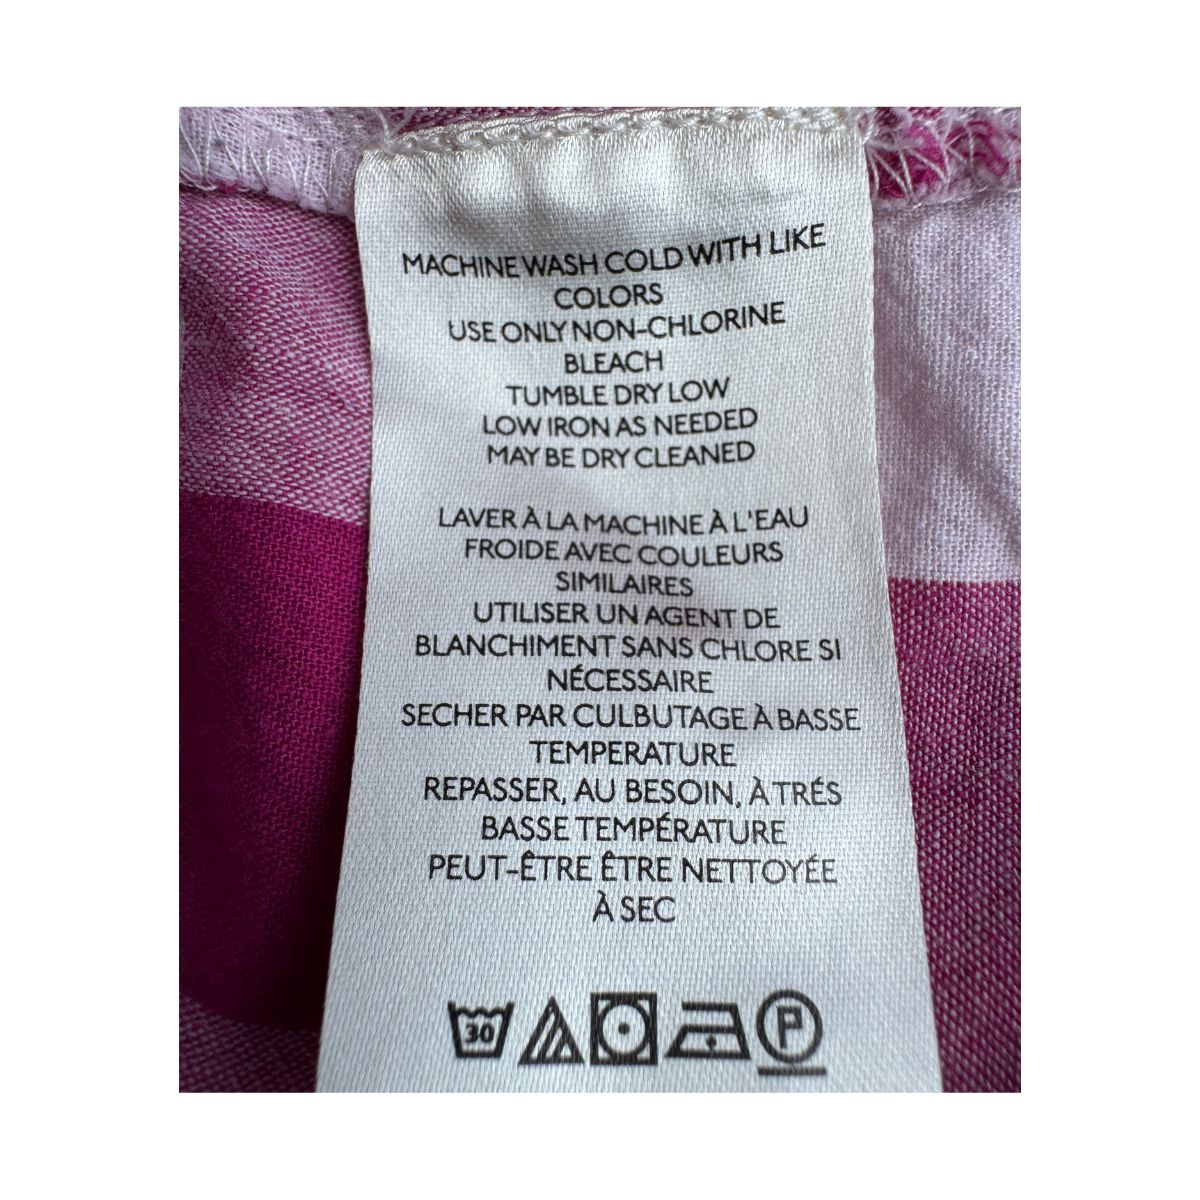 MACHINE WASH COLD WITH LIKE
COLORS
USE ONLY NON-CHLORINE
BLEACH
TUMBLE DRY LOW
LOW IRON AS NEEDED
MAY BE DRY CLEANED
LAVER À LA MACHINE À L'EAU
FROIDE AVEC COULEURS
SIMILAIRES
UTILISER UN AGENT DE
BLANCHIMENT SANS CHLORE SI
NÉCESSAIRE
SECHER PAR CULBUTAGE À BASSE
TEMPERATURE
REPASSER, AU BESOIN, À TRÉS
BASSE TEMPÉRATURE
PEUT-ÊTRE ÊTRE NETTOYÉE
À SEC
30 P